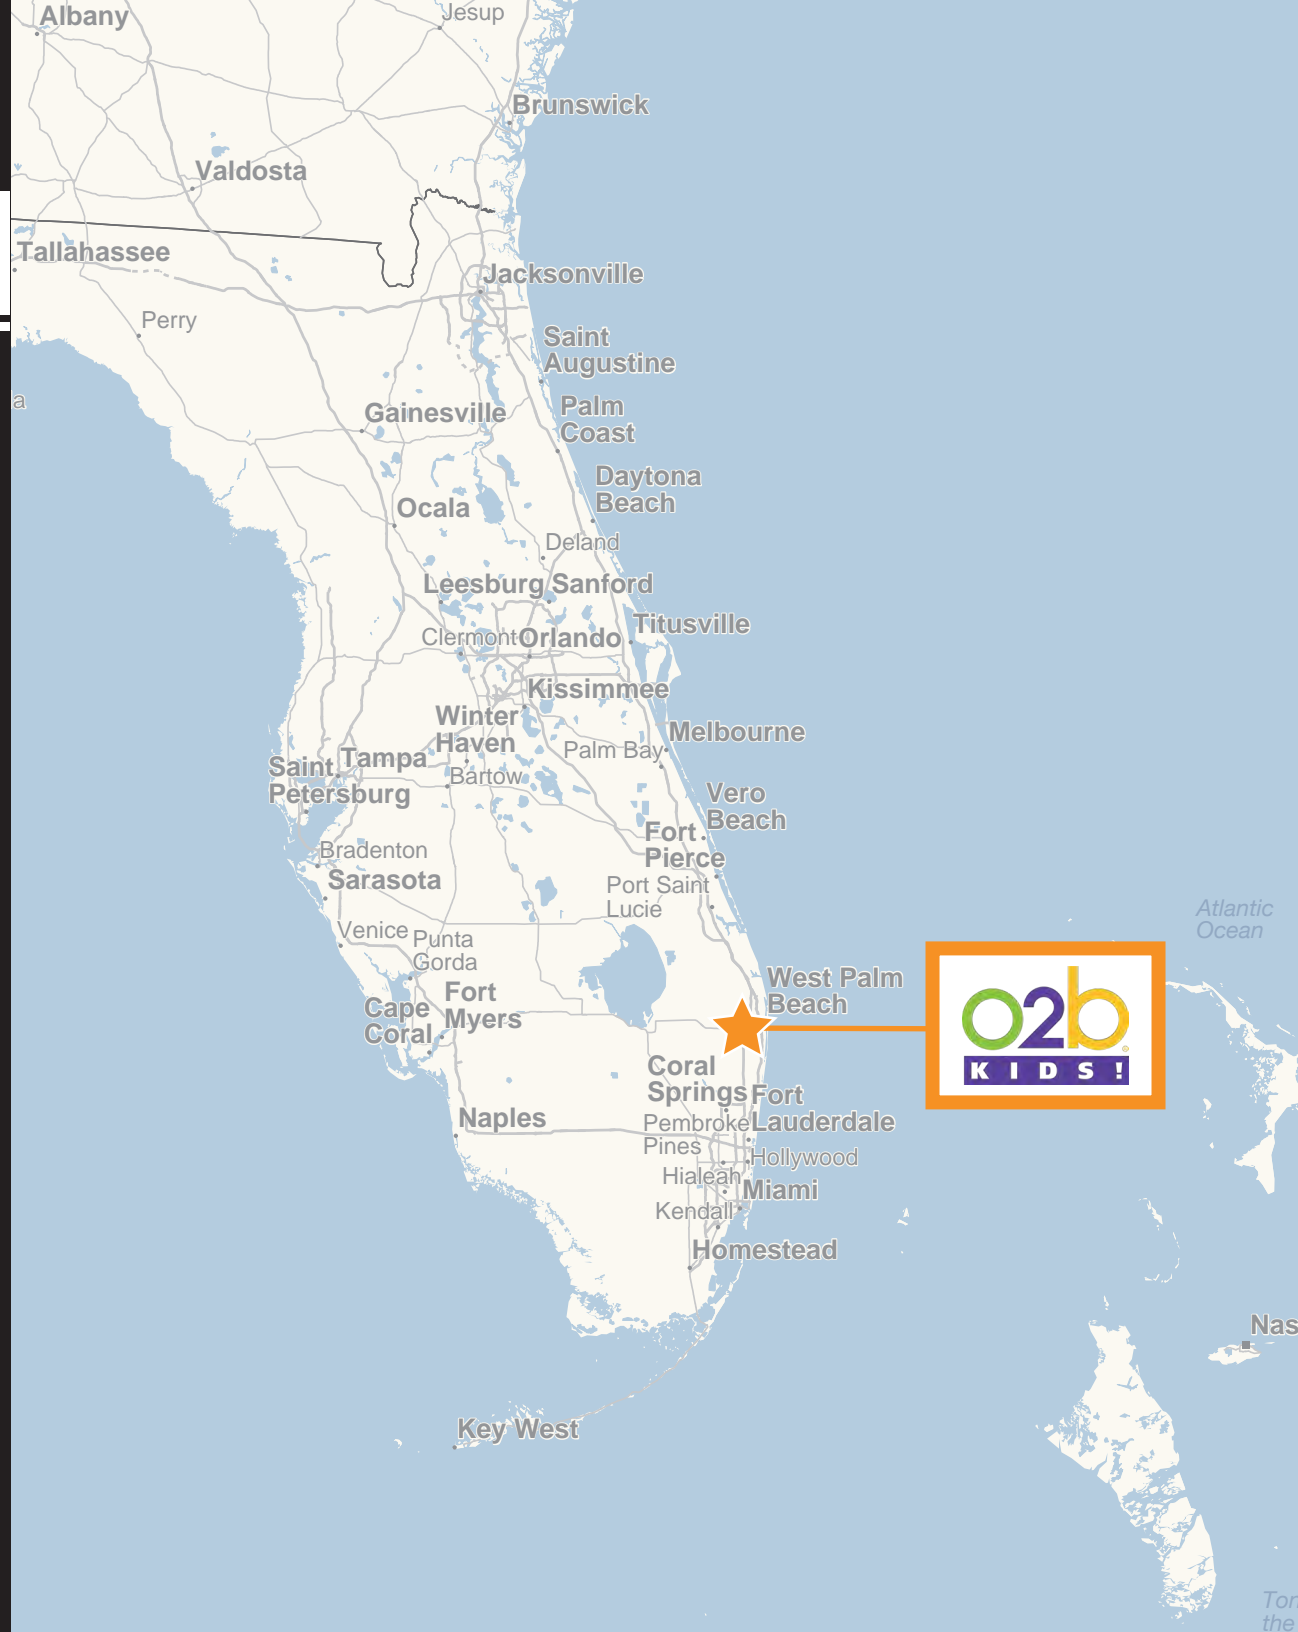 Albany
Jesup
Brunswick
Valdosta
Tallahassee
Jacksonville
Perry
Saint
Augustine
a
Gainesville
Palm
Coast
Daytona
Beach
Ocala
Deland
Leesburg
Sanford
Titusville
Clermont
Orlando
Kissimmee
Winter
Haven
Melbourne
Palm Bay
Tampa
Saint
Petersburg
Bartow
Vero
Beach
Fort
Pierce
Bradenton
Sarasota
Port Saint
Lucie
Atlantic
Ocean
Venice
Punta
Gorda
West Palm
Beach
Fort
Myers
Cape
Coral
o2b
KIDS!
Coral
Springs
Fort
Lauderdale
Naples
Pembroke
Pines
Hollywood
Hialeah
Miami
Kendall
Homestead
Nas
Key West
Ton
the